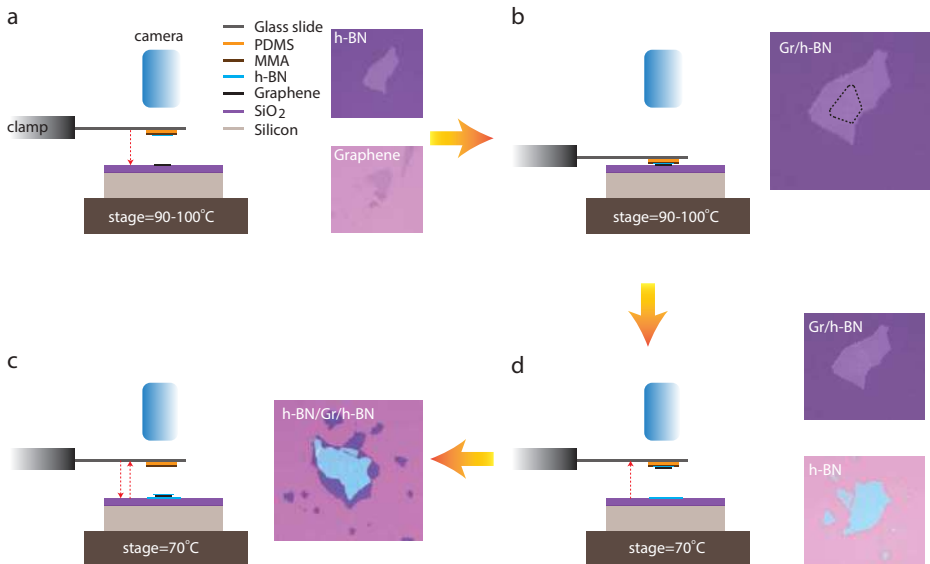 a
camera
Glass slide
PDMS
MMA
h-BN
Graphene
SiO₂
Silicon
clamp
stage=90-100°C
h-BN
Graphene
b
stage=90-100°C
Gr/h-BN
c
stage=70°C
h-BN/Gr/h-BN
d
stage=70°C
Gr/h-BN
h-BN